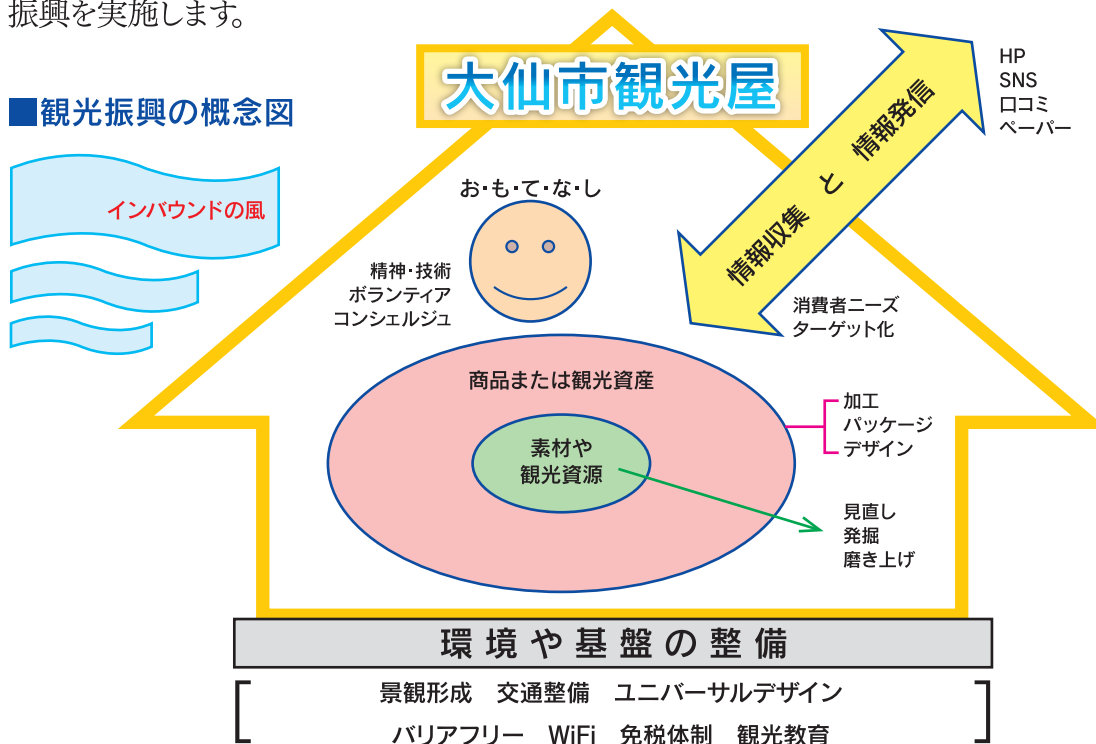 振興を実施します。
■観光振興の概念図
インバウンドの風
大仙市観光屋
お・も・て・な・し
精神・技術
ボランティア
コンシェルジュ
情報収集 と 情報発信
HP
SNS
口コミ
ペーパー
消費者ニーズ
ターゲット化
商品または観光資産
素材や
観光資源
加工
パッケージ
デザイン
見直し
発掘
磨き上げ
環境や基盤の整備
景観形成 交通整備 ユニバーサルデザイン
バリアフリー WiFi 免税体制 観光教育